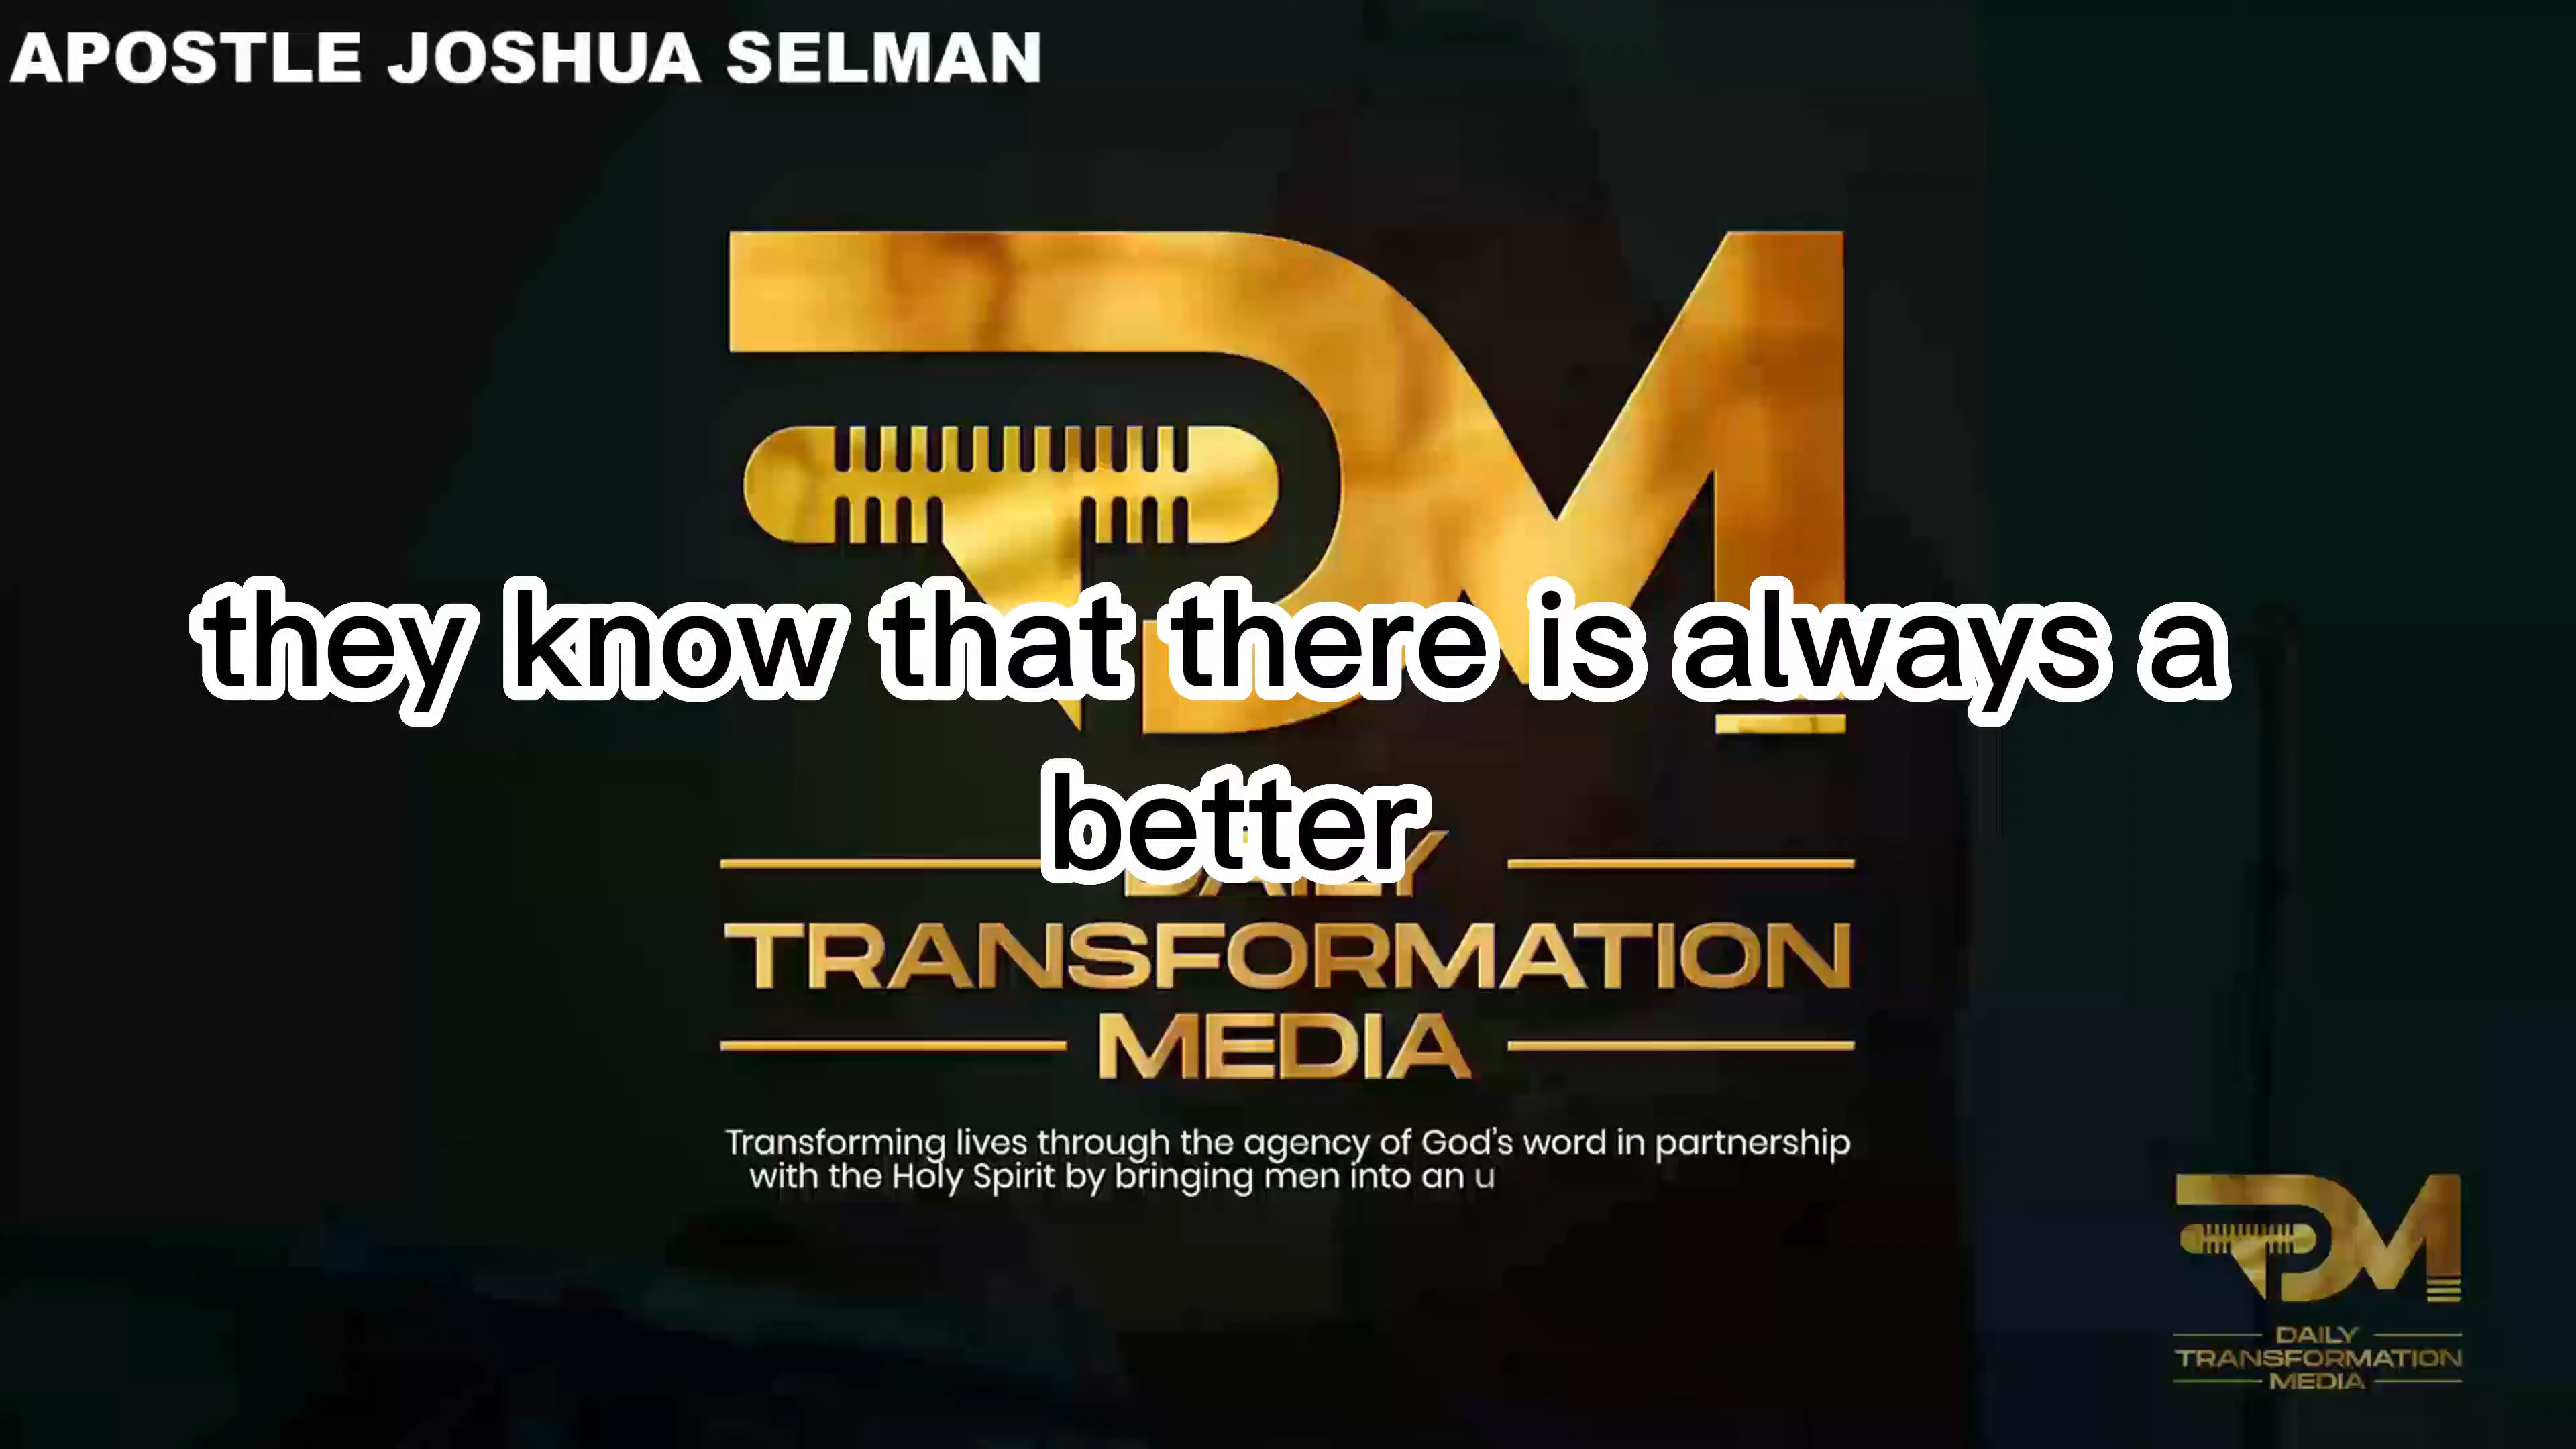 APOSTLE JOSHUA SELMAN
they know that there is always a
better
DAILY
TRANSFORMATION
MEDIA
Transforming lives through the agency of God's word in partnership
with the Holy Spirit by bringing men into an u
DAILY
TRANSFORMATION
MEDIA